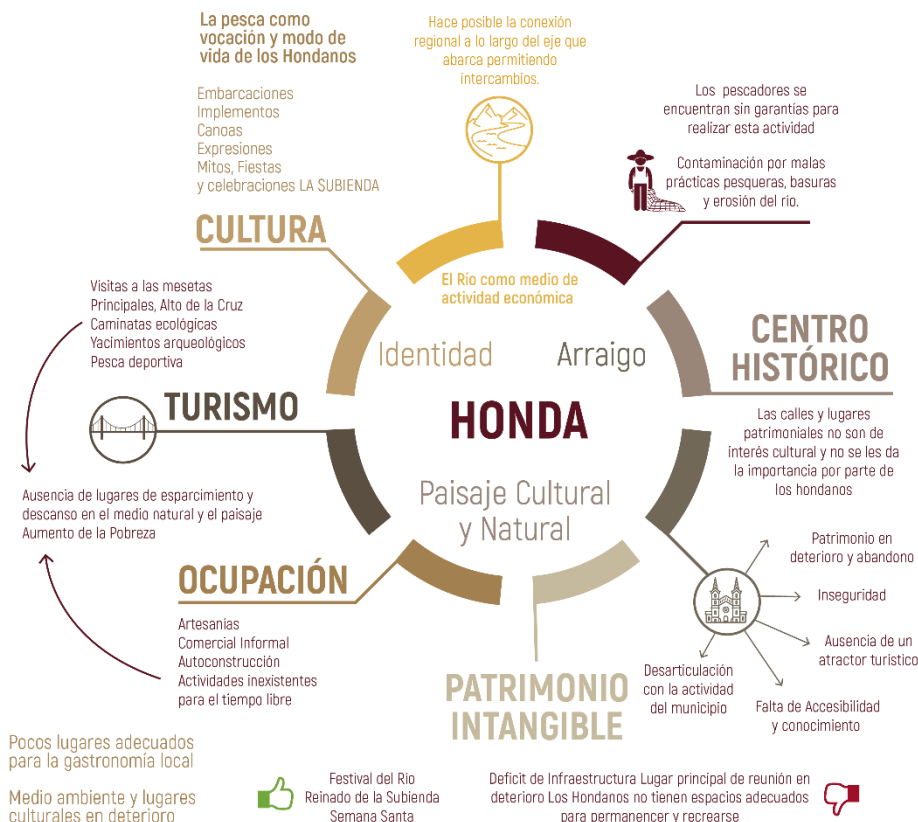 La pesca como
vocación y modo de
vida de los Hondanos
Embarcaciones
Implementos
Canoas
Expresiones
Mitos, Fiestas
y celebraciones LA SUBIENDA
CULTURA
Hace posible la conexión
regional a lo largo del eje que
abarca permitiendo
intercambios.
El Río como medio de
actividad económica
Los pescadores se
encuentran sin garantías para
realizar esta actividad
Contaminación por malas
prácticas pesqueras, basuras
y erosión del rio.
Visitas a las mesetas
Principales, Alto de la Cruz
Caminatas ecológicas
Yacimientos arqueológicos
Pesca deportiva
TURISMO
Identidad
Arraigo
HONDA
Paisaje Cultural
y Natural
CENTRO
HISTÓRICO
Las calles y lugares
patrimoniales no son de
interés cultural y no se les da
la importancia por parte de
los hondanos
Ausencia de lugares de esparcimiento y
descanso en el medio natural y el paisaje
Aumento de la Pobreza
OCUPACIÓN
Artesanias
Comercial Informal
Autoconstrucción
Actividades inexistentes
para el tiempo libre
PATRIMONIO
INTANGIBLE
Patrimonio en
deterioro y abandono
Inseguridad
Ausencia de un
atractor turístico
Falta de Accesibilidad
y conocimiento
Desarticulación
con la actividad
del municipio
Pocos lugares adecuados
para la gastronomía local
Medio ambiente y lugares
culturales en deterioro
Festival del Rio
Reinado de la Subienda
Semana Santa
Deficit de Infraestructura Lugar principal de reunión en
deterioro Los Hondanos no tienen espacios adecuados
para permanencer y recrearse